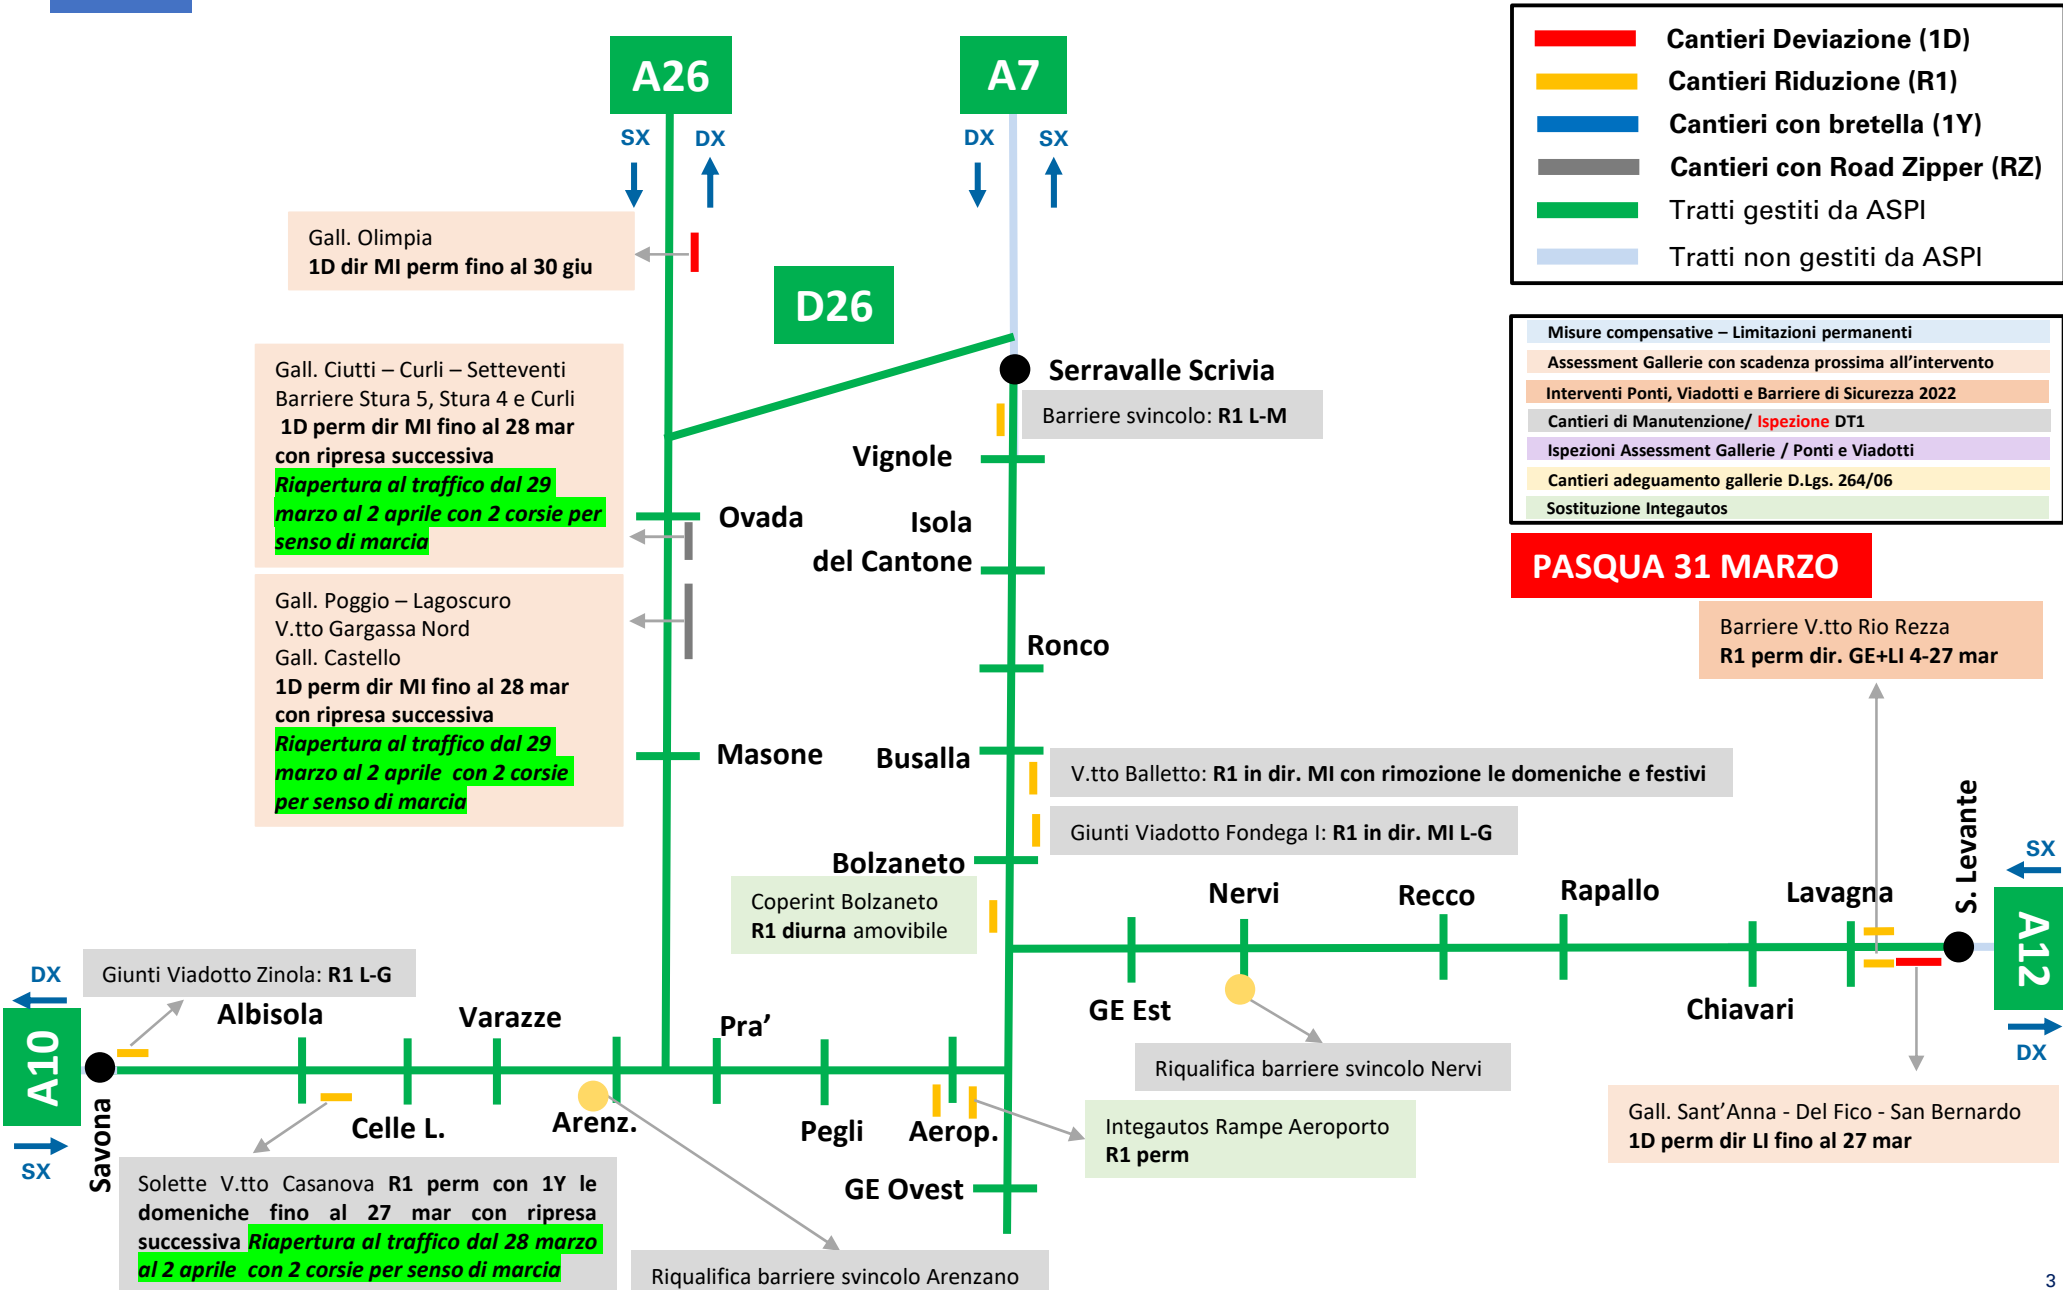 A26
A7
SX
DX
DX
SX
Cantieri Deviazione (1D)
Cantieri Riduzione (R1)
Cantieri con bretella (1Y)
Cantieri con Road Zipper (RZ)
Tratti gestiti da ASPI
Tratti non gestiti da ASPI
Gall. Olimpia
1D dir MI perm fino al 30 giu
D26
Misure compensative – Limitazioni permanenti
Assessment Gallerie con scadenza prossima all'intervento
Interventi Ponti, Viadotti e Barriere di Sicurezza 2022
Cantieri di Manutenzione/ Ispezione DT1
Ispezioni Assessment Gallerie / Ponti e Viadotti
Cantieri adeguamento gallerie D.Lgs. 264/06
Sostituzione Integautos
PASQUA 31 MARZO
Gall. Ciutti – Curli – Setteventi
Barriere Stura 5, Stura 4 e Curli
1D perm dir MI fino al 28 mar
con ripresa successiva
Riapertura al traffico dal 29
marzo al 2 aprile con 2 corsie per
senso di marcia
Serravalle Scrivia
Barriere svincolo: R1 L-M
Vignole
Ovada
Isola
del Cantone
Gall. Poggio – Lagoscuro
V.tto Gargassa Nord
Gall. Castello
1D perm dir MI fino al 28 mar
con ripresa successiva
Riapertura al traffico dal 29
marzo al 2 aprile con 2 corsie
per senso di marcia
Ronco
Barriere V.tto Rio Rezza
R1 perm dir. GE+LI 4-27 mar
Masone
Busalla
V.tto Balletto: R1 in dir. MI con rimozione le domeniche e festivi
Giunti Viadotto Fondega I: R1 in dir. MI L-G
Bolzaneto
Coperint Bolzaneto
R1 diurna amovibile
Nervi
Recco
Rapallo
Lavagna
S. Levante
SX
A12
DX
GE Est
Chiavari
Riqualifica barriere svincolo Nervi
Gall. Sant'Anna - Del Fico - San Bernardo
1D perm dir LI fino al 27 mar
Giunti Viadotto Zinola: R1 L-G
DX
A10
SX
Savona
Albisola
Varazze
Pra'
Celle L.
Arenz.
Pegli
Aerop.
Integautos Rampe Aeroporto
R1 perm
GE Ovest
Solette V.tto Casanova R1 perm con 1Y le
domeniche fino al 27 mar con ripresa
successiva Riapertura al traffico dal 28 marzo
al 2 aprile con 2 corsie per senso di marcia
Riqualifica barriere svincolo Arenzano
3